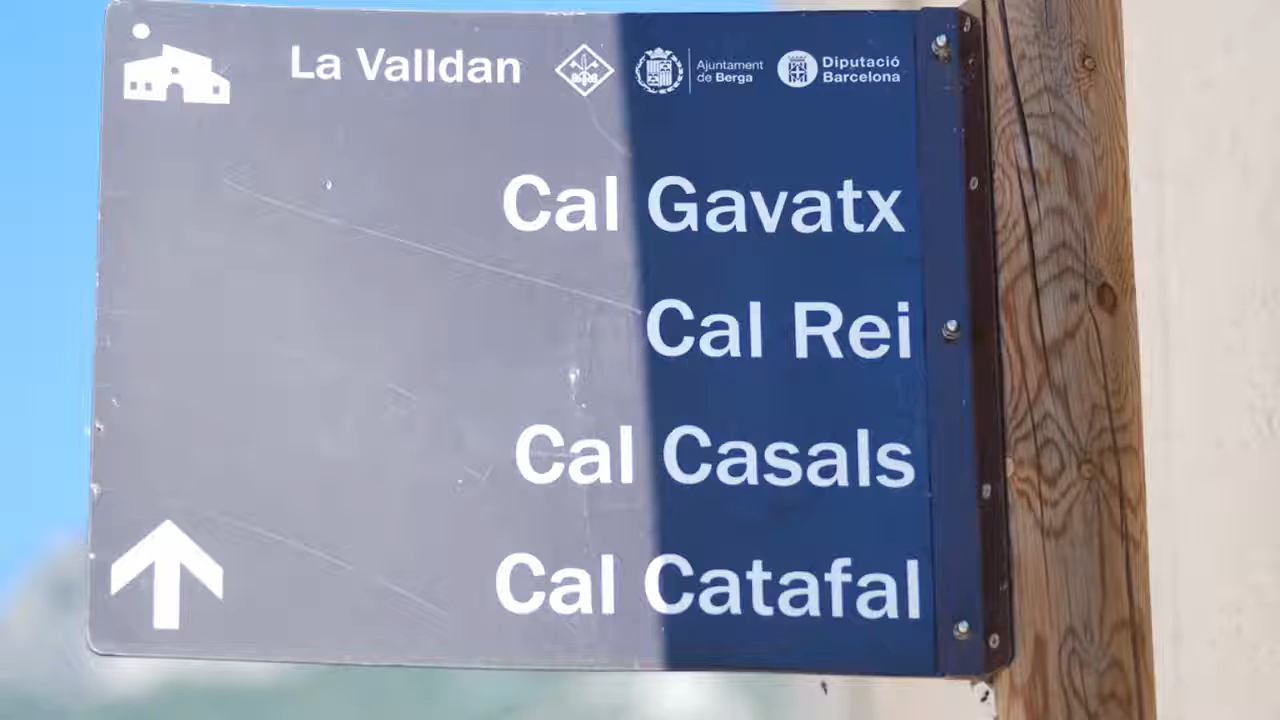 La Valldan
Ajuntament
de Berga
Diputació
Barcelona
Cal Gavatx
Cal Rei
Cal Casals
Cal Catafal